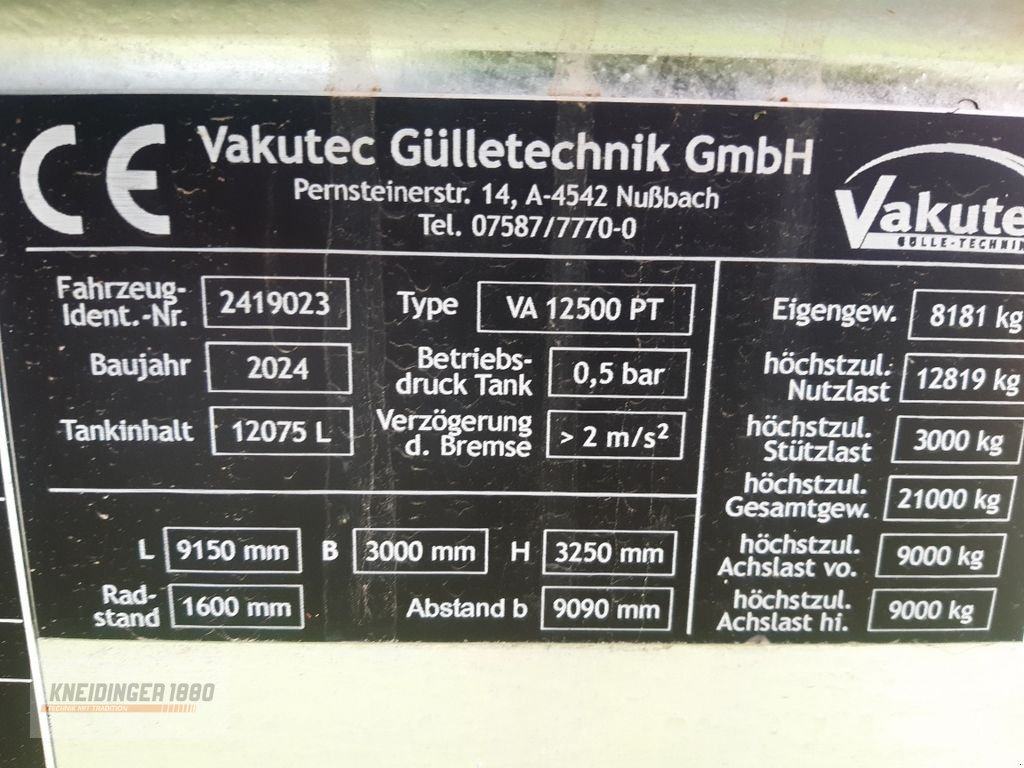 CE
Vakutec Gülletechnik GmbH
Pernsteinerstr. 14, A-4542 Nußbach
Tel. 07587/7770-0
Vakute
GÜLLE-TECHNIK
Fahrzeug-
Ident.-Nr.
2419023
Type
VA 12500 PT
Baujahr
2024
Betriebs-
druck Tank
0,5 bar
Tankinhalt
12075 L
Verzögerung
d. Bremse
> 2 m/s²
Eigengew.
8181 kg
höchstzul.
Nutzlast
12819 kg
höchstzul.
Stützlast
3000 kg
höchstzul.
Gesamtgew.
21000 kg
höchstzul.
Achslast vo.
9000 kg
höchstzul.
Achslast hi.
9000 kg
L 9150 mm B 3000 mm H 3250 mm
Rad-
stand
1600 mm
Abstand b 9090 mm
KNEIDINGER 1880
TECHNIK MIT TRADITION